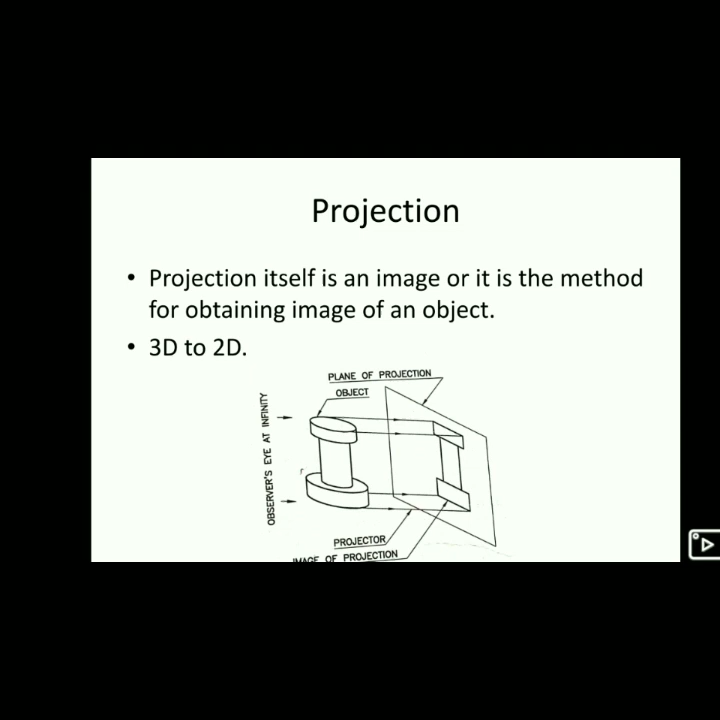 Projection
• Projection itself is an image or it is the method
for obtaining image of an object.
• 3D to 2D.
PLANE OF PROJECTION
OBJECT
OBSERVER'S EYE AT INFINITY
PROJECTOR
IMAGE OF PROJECTION